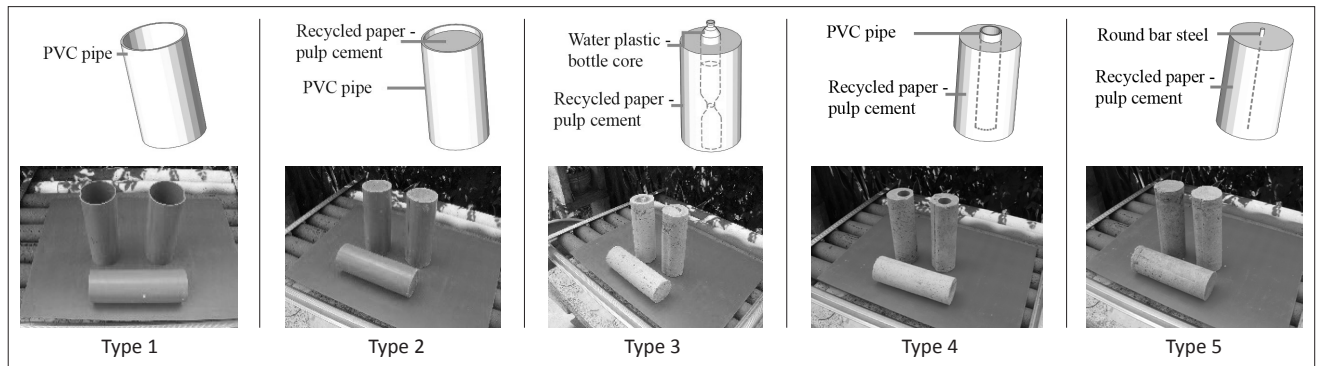 PVC pipe
Recycled paper -
pulp cement
PVC pipe
Water plastic -
bottle core
Recycled paper -
pulp cement
PVC pipe
Recycled paper -
pulp cement
Round bar steel
Recycled paper -
pulp cement
Type 1
Type 2
Type 3
Type 4
Type 5